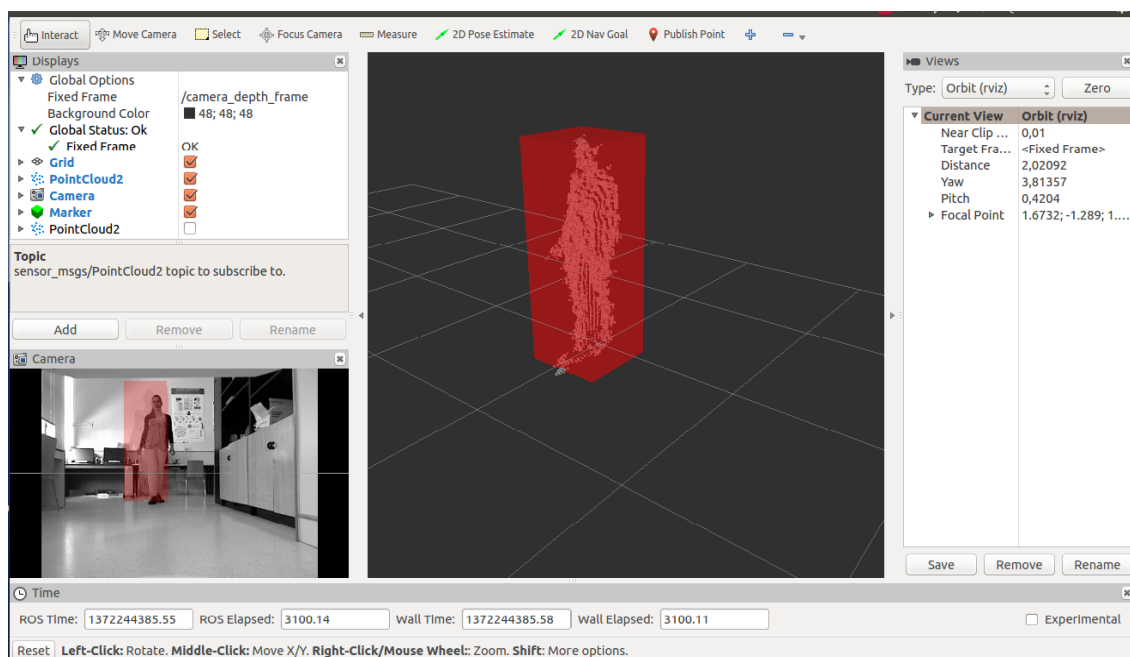 Interact Move Camera Select Focus Camera Measure 2D Pose Estimate 2D Nav Goal Publish Point
Displays
Global Options
Fixed Frame /camera_depth_frame
Background Color 48; 48; 48
Global Status: Ok
Fixed Frame OK
Grid
PointCloud2
Camera
Marker
PointCloud2
Topic
sensor_msgs/PointCloud2 topic to subscribe to.
Add Remove Rename
Camera
Views
Type: Orbit (rviz) Zero
Current View Orbit (rviz)
Near Clip ... 0,01
Target Fra... <Fixed Frame>
Distance 2,02092
Yaw 3,81357
Pitch 0,4204
Focal Point 1.6732; -1.289; 1....
Save Remove Rename
Time
ROS Time: 1372244385.55 ROS Elapsed: 3100.14 Wall Time: 1372244385.58 Wall Elapsed: 3100.11 Experimental
Reset Left-Click: Rotate. Middle-Click: Move X/Y. Right-Click/Mouse Wheel:: Zoom. Shift: More options.